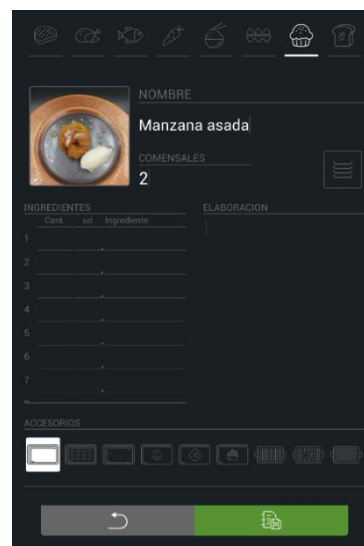 NOMBRE
Manzana asada
COMENSALES
2
INGREDIENTES
Cant. ud Ingrediente
1
2
3
4
5
6
7
ELABORACION
ACCESORIOS